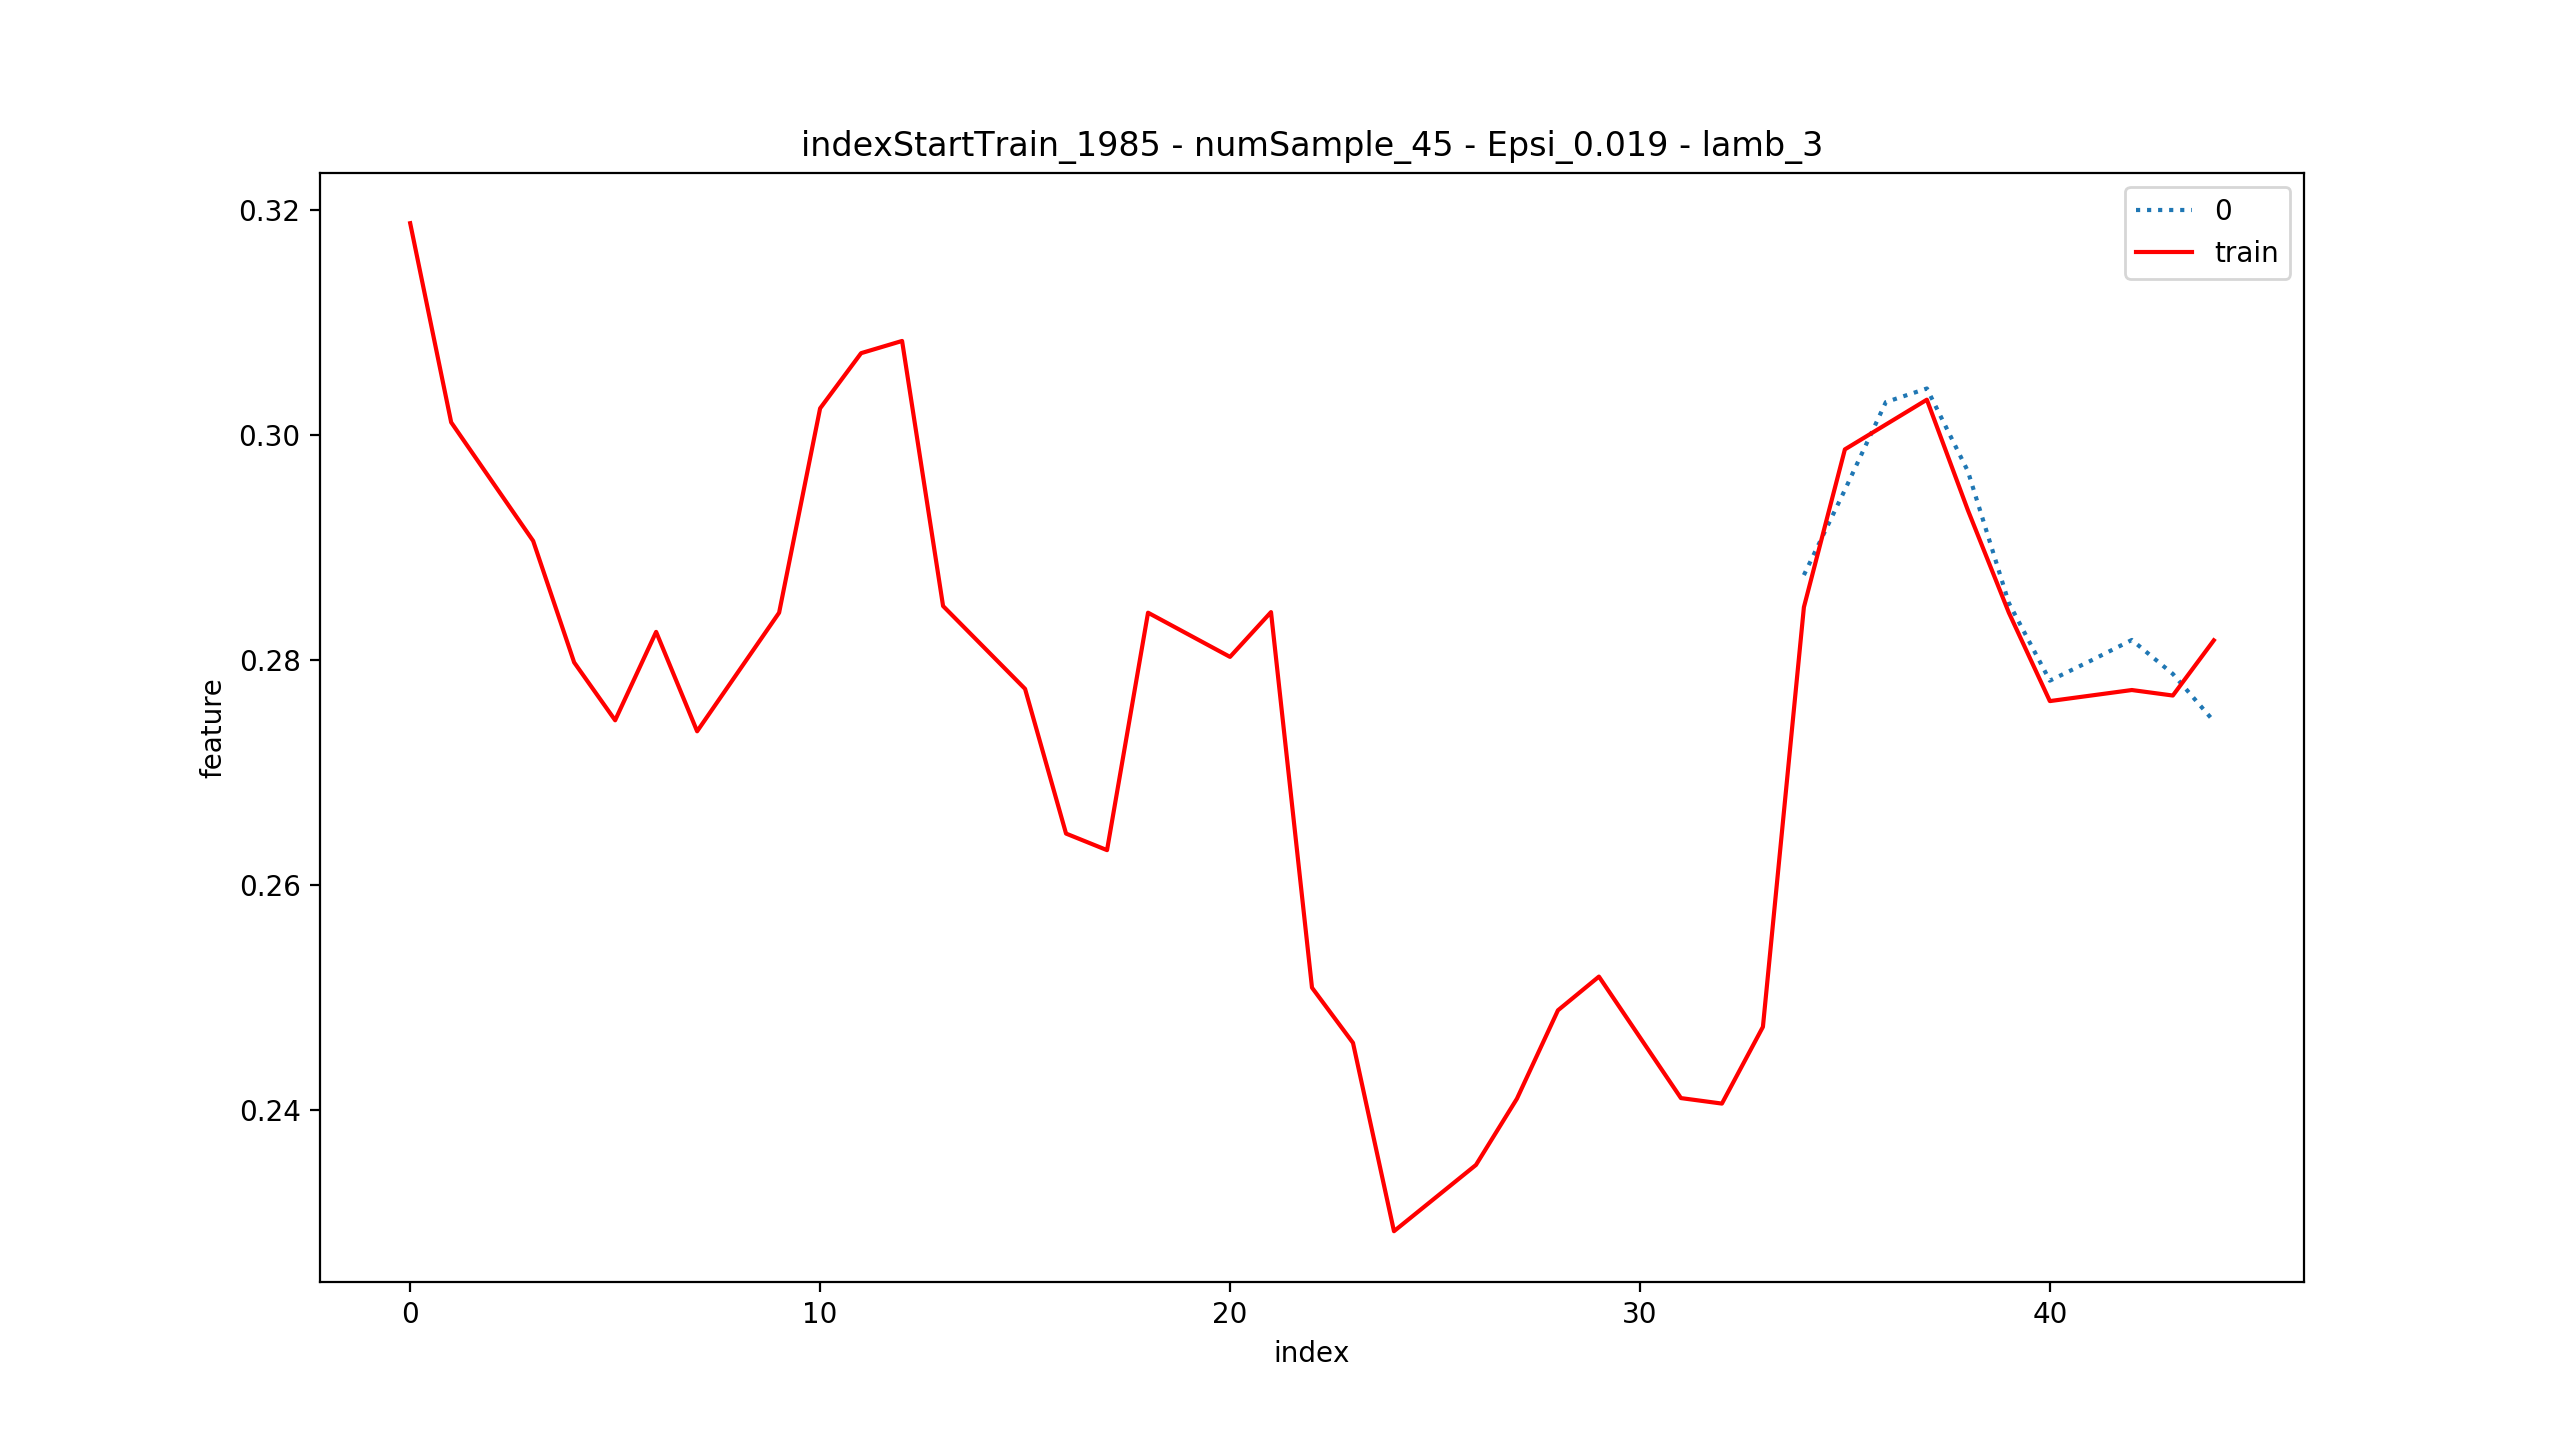 indexStartTrain_1985 - numSample_45 - Epsi_0.019 - lamb_3
0
train
0.32
0.30
0.28
0.26
0.24
feature
0
10
20
30
40
index